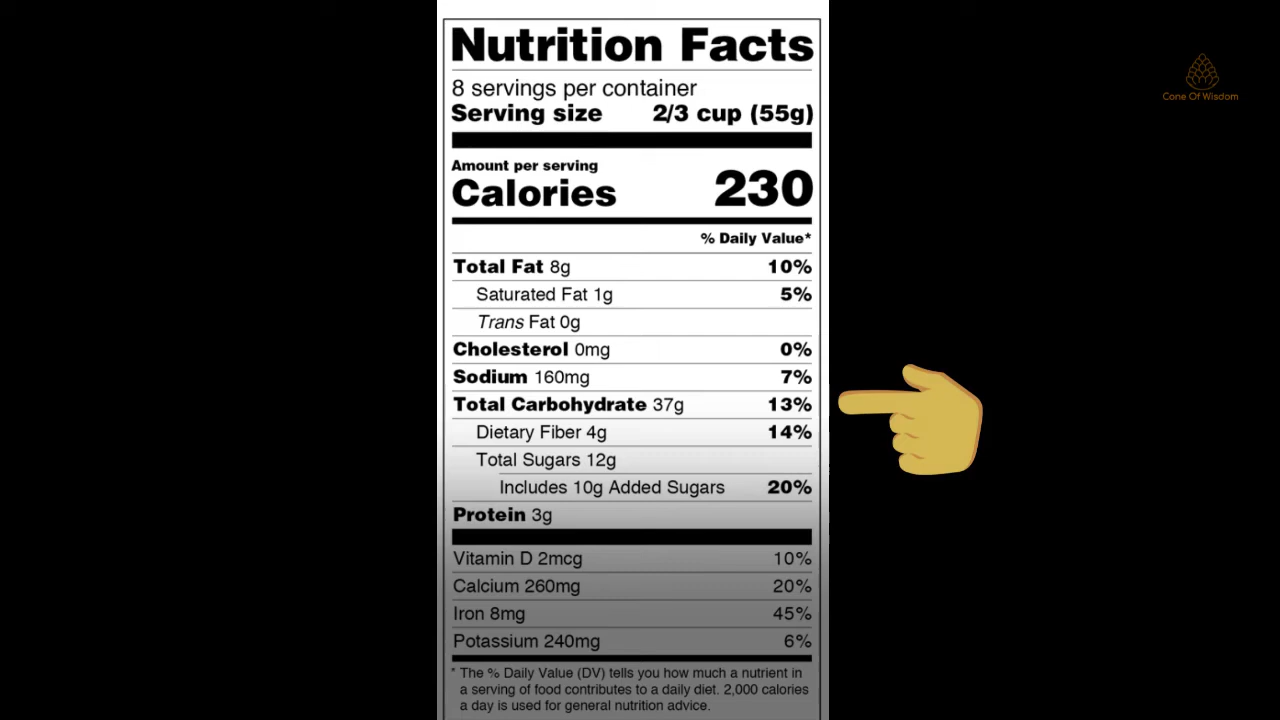 Nutrition Facts
8 servings per container
Serving size 2/3 cup (55g)
Amount per serving
Calories 230
% Daily Value*
Total Fat 8g 10%
Saturated Fat 1g 5%
Trans Fat 0g
Cholesterol 0mg 0%
Sodium 160mg 7%
Total Carbohydrate 37g 13%
Dietary Fiber 4g 14%
Total Sugars 12g
Includes 10g Added Sugars 20%
Protein 3g
Vitamin D 2mcg 10%
Calcium 260mg 20%
Iron 8mg 45%
Potassium 240mg 6%
* The % Daily Value (DV) tells you how much a nutrient in
a serving of food contributes to a daily diet. 2,000 calories
a day is used for general nutrition advice.
Cone Of Wisdom